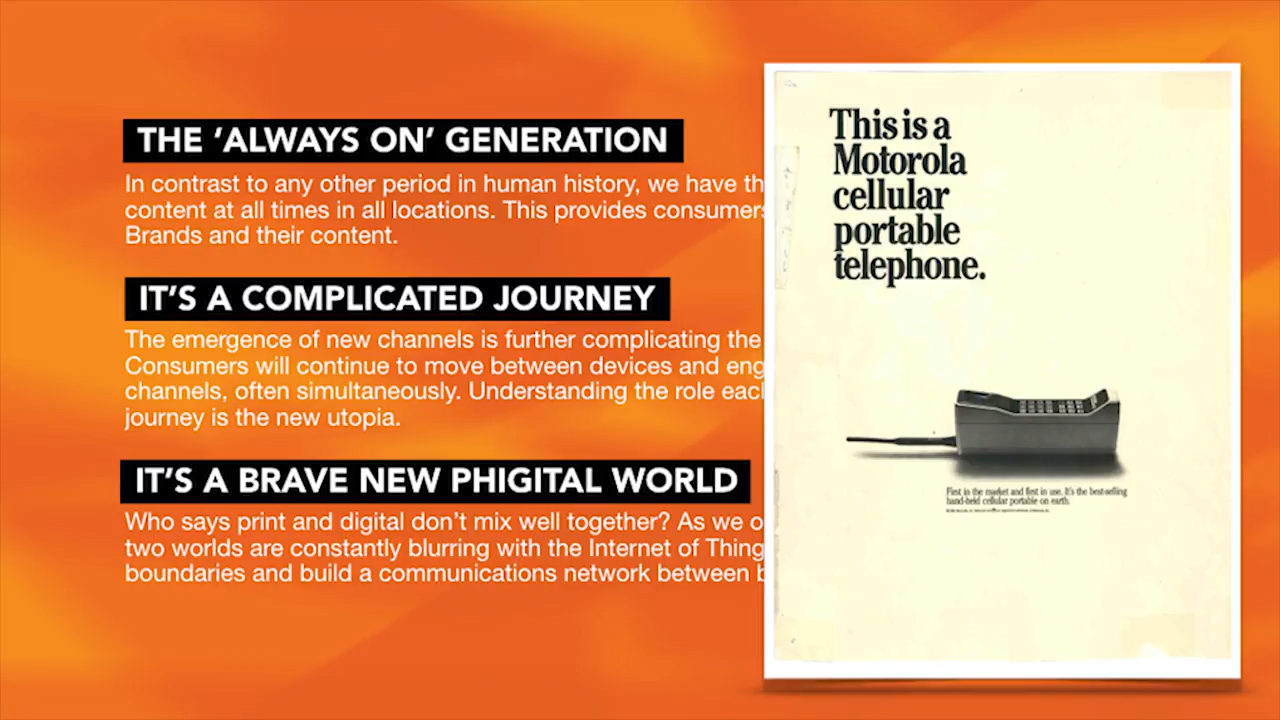 THE ‘ALWAYS ON’ GENERATION
In contrast to any other period in human history, we have th
content at all times in all locations. This provides consumers
Brands and their content.
IT’S A COMPLICATED JOURNEY
The emergence of new channels is further complicating the
Consumers will continue to move between devices and eng
channels, often simultaneously. Understanding the role each
journey is the new utopia.
IT’S A BRAVE NEW PHIGITAL WORLD
Who says print and digital don’t mix well together? As we o
two worlds are constantly blurring with the Internet of Thing
boundaries and build a communications network between b
This is a
Motorola
cellular
portable
telephone.
First in the market and first in use. It's the best-selling
hand-held cellular portable on earth.